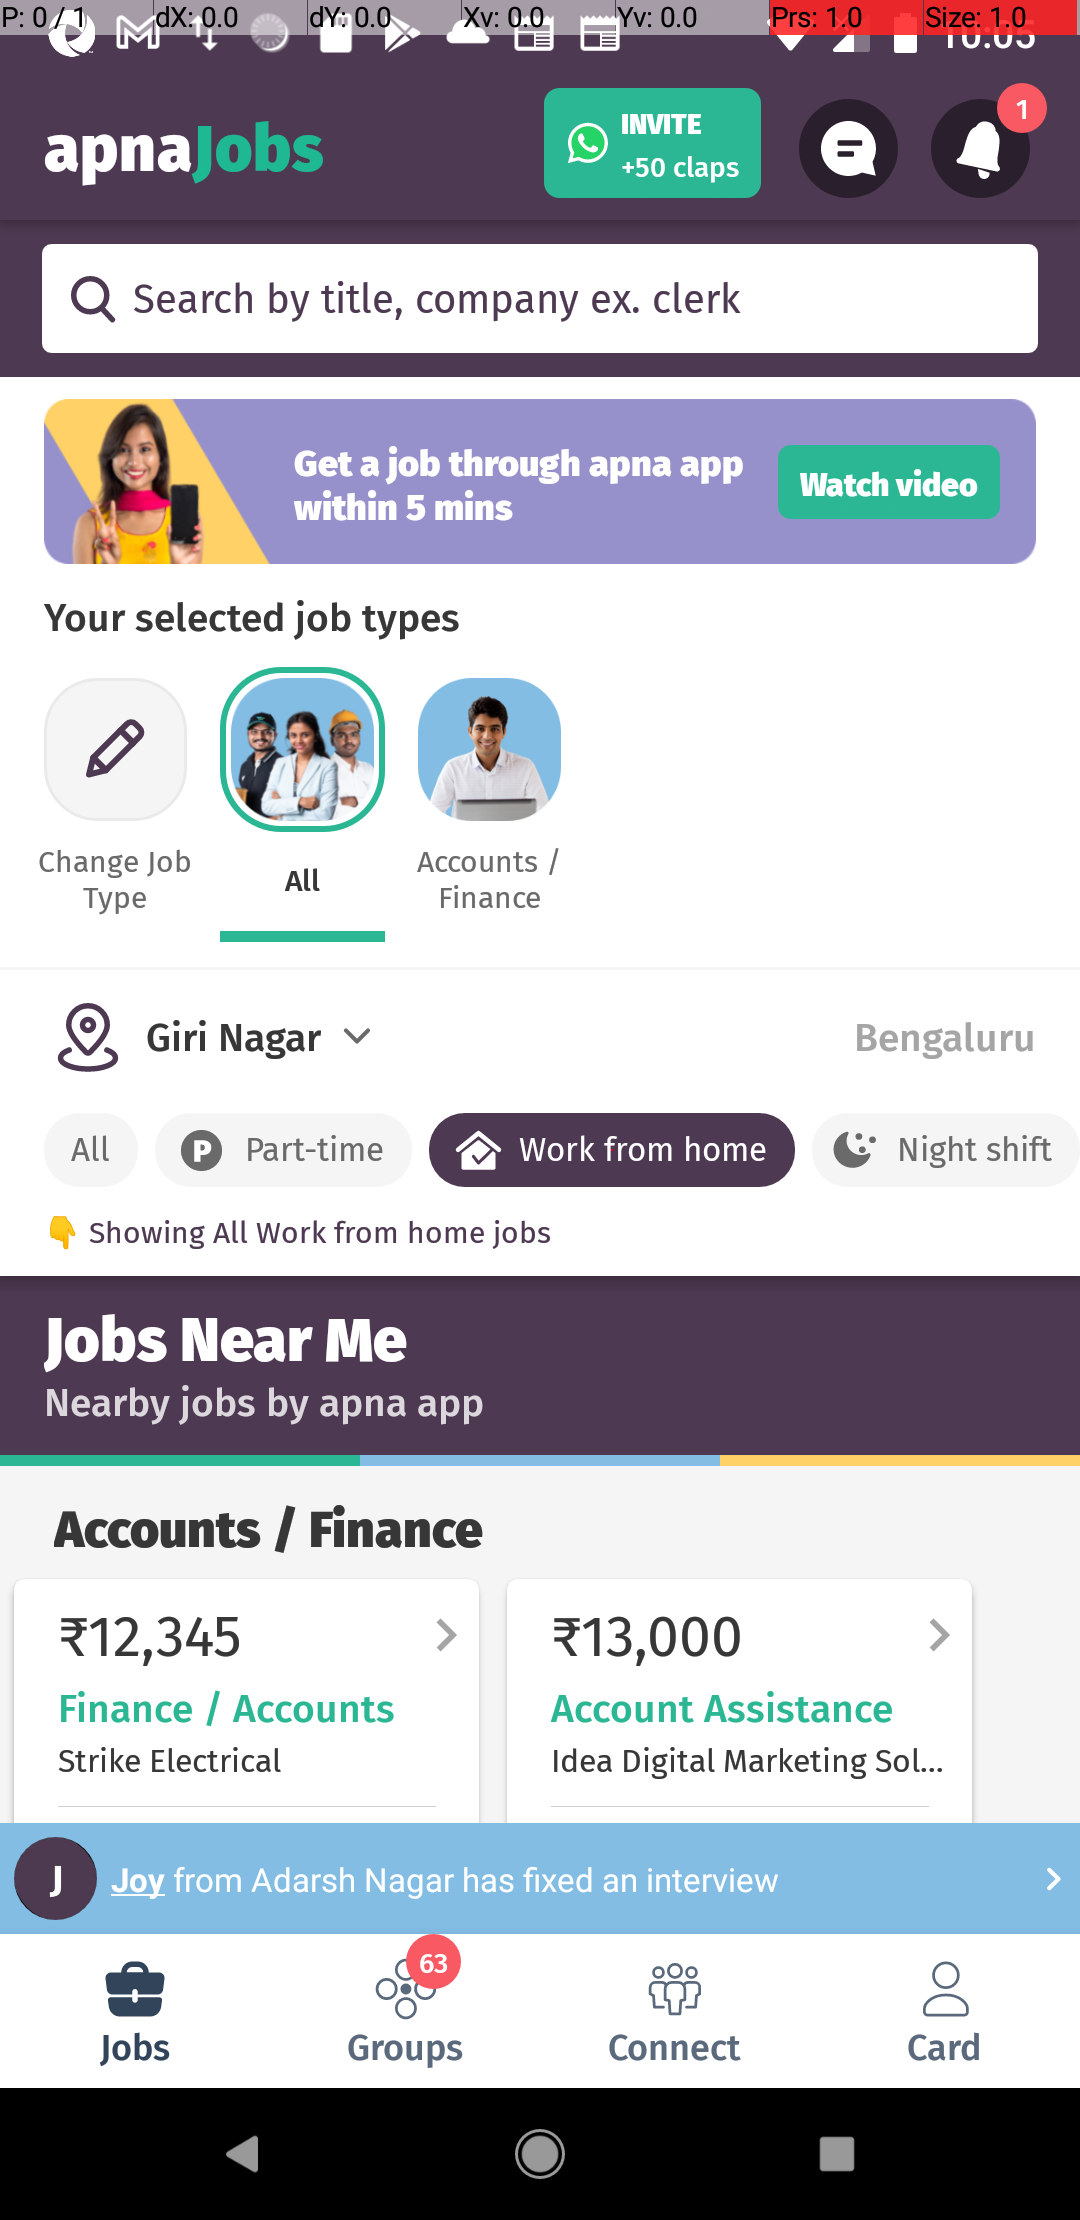 P: 0 / 1 dX: 0.0 dY: 0.0 Xv: 0.0 Yv: 0.0 Prs: 1.0 Size: 1.0
10:05
apnaJobs
INVITE
+50 claps
1
Search by title, company ex. clerk
Get a job through apna app
within 5 mins
Watch video
Your selected job types
Change Job
Type
All
Accounts /
Finance
Giri Nagar
Bengaluru
All
P Part-time
Work from home
Night shift
👇 Showing All Work from home jobs
Jobs Near Me
Nearby jobs by apna app
Accounts / Finance
₹12,345
Finance / Accounts
Strike Electrical
₹13,000
Account Assistance
Idea Digital Marketing Sol...
J Joy from Adarsh Nagar has fixed an interview
63
Jobs
Groups
Connect
Card